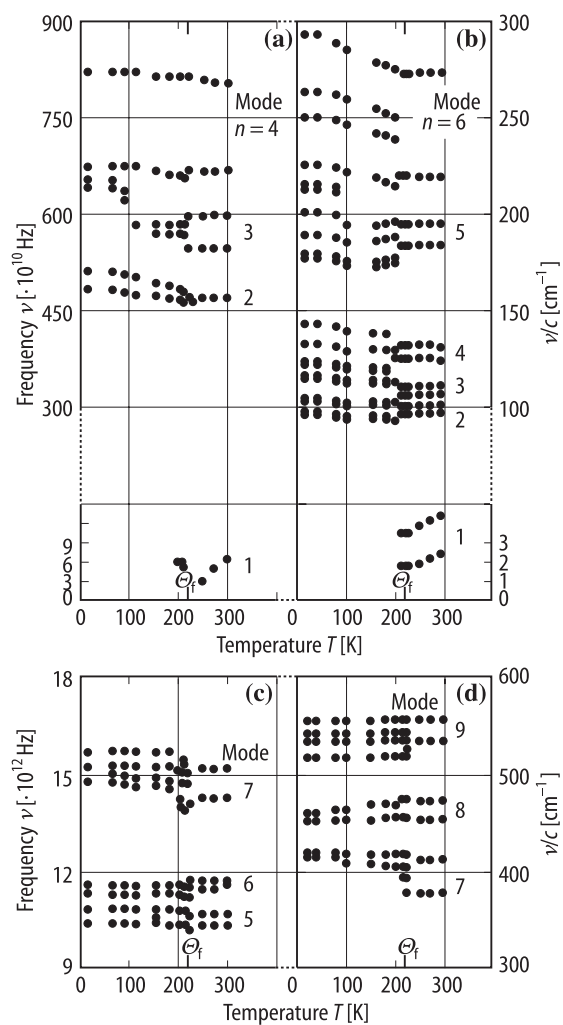 900
750
600
450
300
9
6
3
0
Frequency ν [· 10¹⁰ Hz]
(a)
Mode
n = 4
3
2
1
Θf
(b)
Mode
n = 6
5
4
3
2
1
Θf
300
250
200
150
100
3
2
1
0
ν/c [cm⁻¹]
0 100 200 300 0 100 200 300
Temperature T [K]
18
15
12
9
Frequency ν [· 10¹² Hz]
(c)
Mode
7
6
5
Θf
(d)
Mode
9
8
7
Θf
600
500
400
300
ν/c [cm⁻¹]
0 100 200 300 0 100 200 300
Temperature T [K]